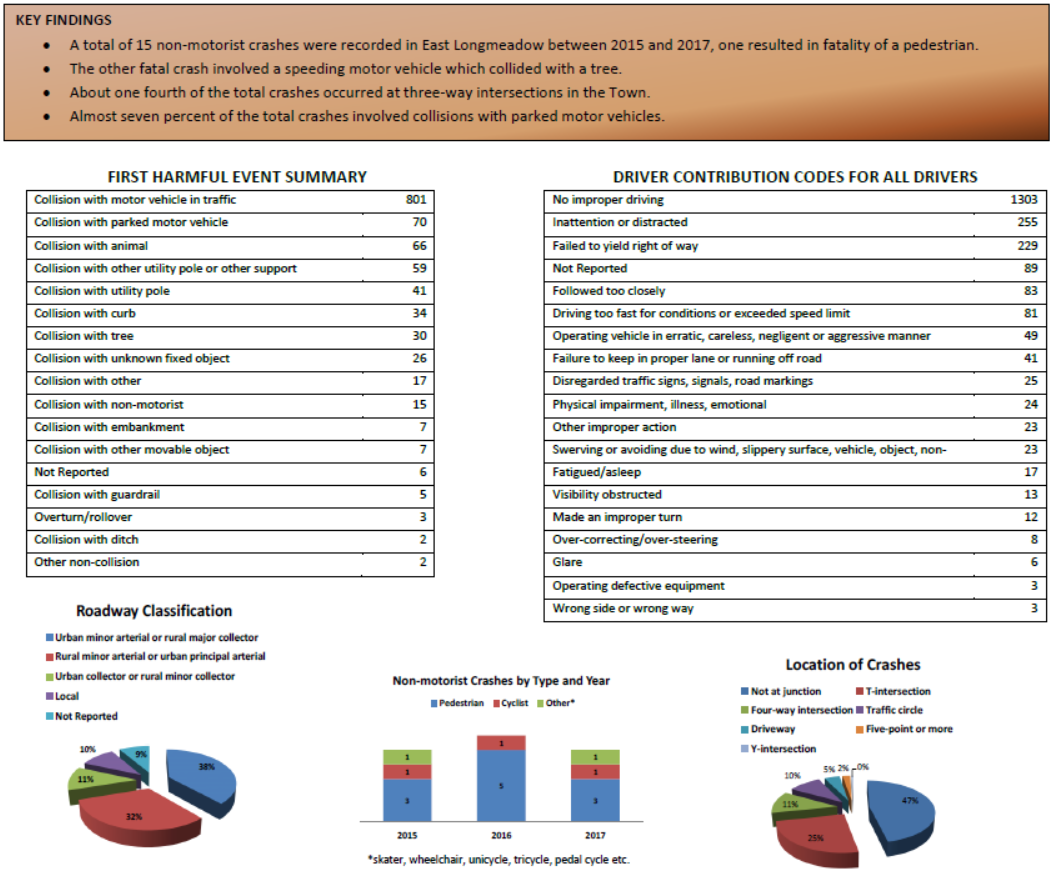 KEY FINDINGS
• A total of 15 non-motorist crashes were recorded in East Longmeadow between 2015 and 2017, one resulted in fatality of a pedestrian.
• The other fatal crash involved a speeding motor vehicle which collided with a tree.
• About one fourth of the total crashes occurred at three-way intersections in the Town.
• Almost seven percent of the total crashes involved collisions with parked motor vehicles.
FIRST HARMFUL EVENT SUMMARY
Collision with motor vehicle in traffic 801
Collision with parked motor vehicle 70
Collision with animal 66
Collision with other utility pole or other support 59
Collision with utility pole 41
Collision with curb 34
Collision with tree 30
Collision with unknown fixed object 26
Collision with other 17
Collision with non-motorist 15
Collision with embankment 7
Collision with other movable object 7
Not Reported 6
Collision with guardrail 5
Overturn/rollover 3
Collision with ditch 2
Other non-collision 2
DRIVER CONTRIBUTION CODES FOR ALL DRIVERS
No improper driving 1303
Inattention or distracted 255
Failed to yield right of way 229
Not Reported 89
Followed too closely 83
Driving too fast for conditions or exceeded speed limit 81
Operating vehicle in erratic, careless, negligent or aggressive manner 49
Failure to keep in proper lane or running off road 41
Disregarded traffic signs, signals, road markings 25
Physical impairment, illness, emotional 24
Other improper action 23
Swerving or avoiding due to wind, slippery surface, vehicle, object, non- 23
Fatigued/asleep 17
Visibility obstructed 13
Made an improper turn 12
Over-correcting/over-steering 8
Glare 6
Operating defective equipment 3
Wrong side or wrong way 3
Roadway Classification
Urban minor arterial or rural major collector
Rural minor arterial or urban principal arterial
Urban collector or rural minor collector
Local
Not Reported
10%
9%
38%
11%
32%
Non-motorist Crashes by Type and Year
Pedestrian Cyclist Other*
1 1 1
1 5 1
3 3
2015 2016 2017
*skater, wheelchair, unicycle, tricycle, pedal cycle etc.
Location of Crashes
Not at junction T-intersection
Four-way intersection Traffic circle
Driveway Five-point or more
Y-intersection
10% 5% 2% 0%
11%
47%
25%